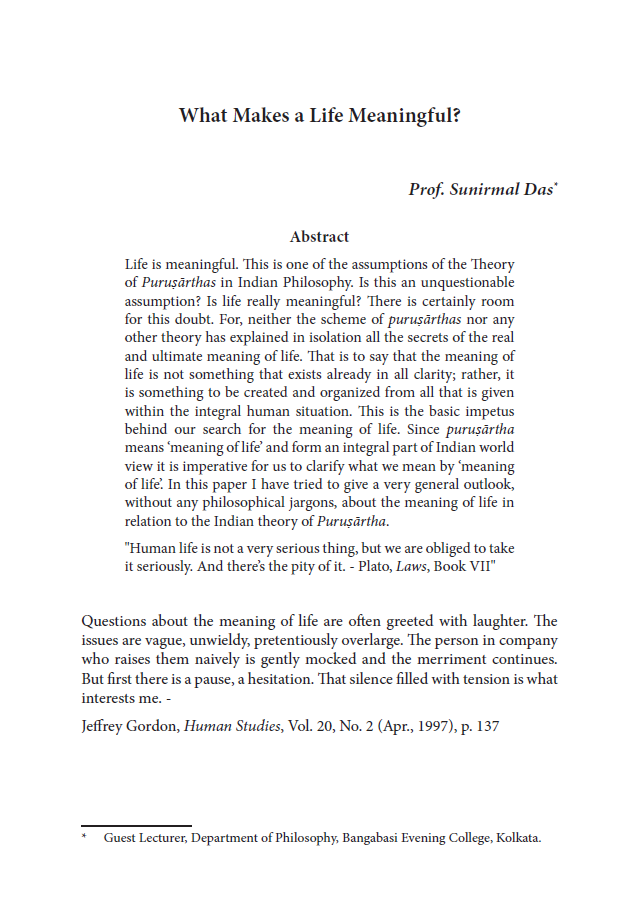 What Makes a Life Meaningful?
Prof. Sunirmal Das*
Abstract
Life is meaningful. This is one of the assumptions of the Theory
of Puruṣārthas in Indian Philosophy. Is this an unquestionable
assumption? Is life really meaningful? There is certainly room
for this doubt. For, neither the scheme of puruṣārthas nor any
other theory has explained in isolation all the secrets of the real
and ultimate meaning of life. That is to say that the meaning of
life is not something that exists already in all clarity; rather, it
is something to be created and organized from all that is given
within the integral human situation. This is the basic impetus
behind our search for the meaning of life. Since puruṣārtha
means ‘meaning of life’ and form an integral part of Indian world
view it is imperative for us to clarify what we mean by ‘meaning
of life’. In this paper I have tried to give a very general outlook,
without any philosophical jargons, about the meaning of life in
relation to the Indian theory of Puruṣārtha.
"Human life is not a very serious thing, but we are obliged to take
it seriously. And there’s the pity of it. - Plato, Laws, Book VII"
Questions about the meaning of life are often greeted with laughter. The
issues are vague, unwieldy, pretentiously overlarge. The person in company
who raises them naively is gently mocked and the merriment continues.
But first there is a pause, a hesitation. That silence filled with tension is what
interests me. -
Jeffrey Gordon, Human Studies, Vol. 20, No. 2 (Apr., 1997), p. 137
* Guest Lecturer, Department of Philosophy, Bangabasi Evening College, Kolkata.